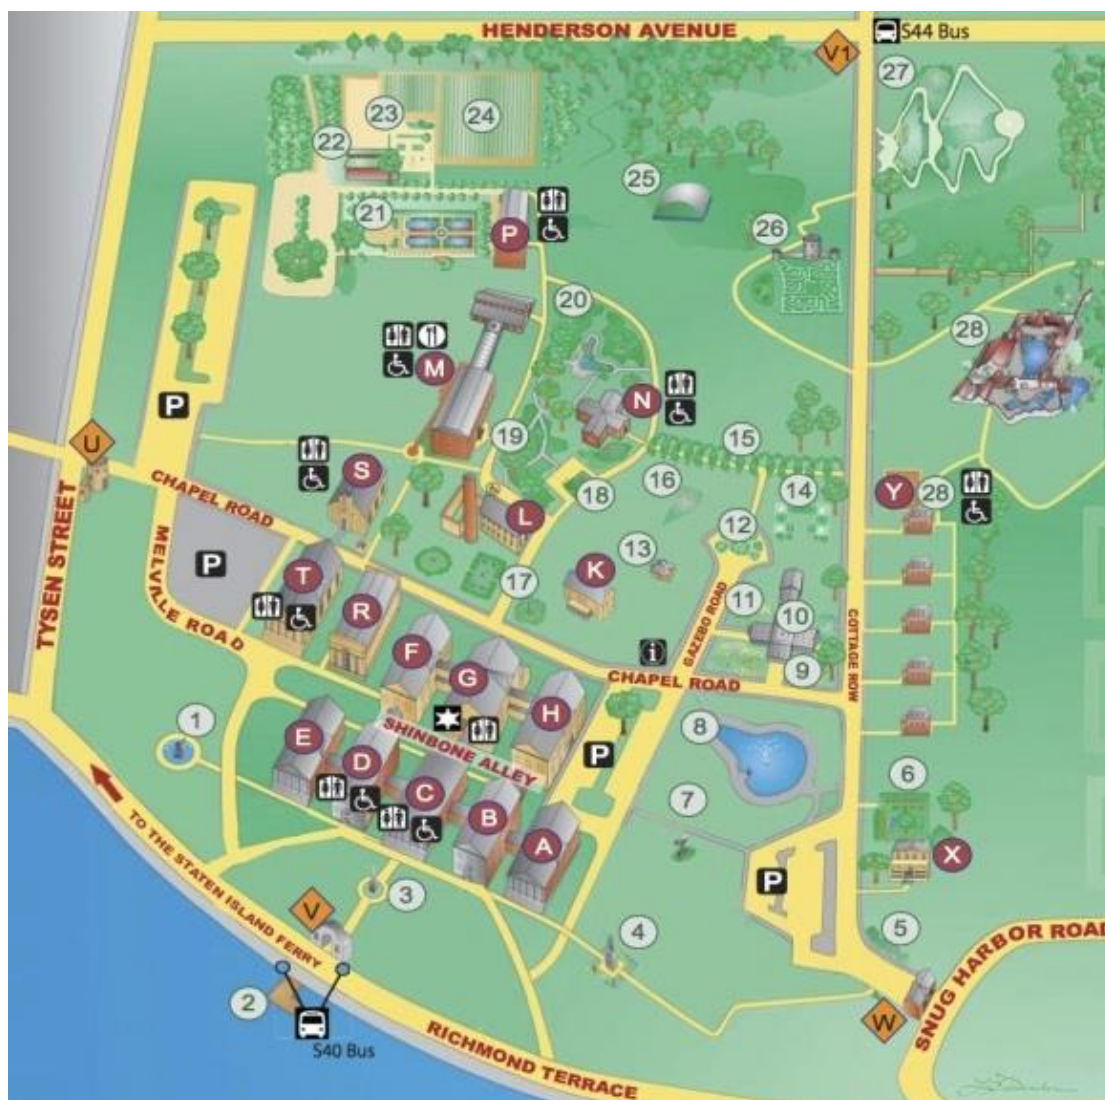 HENDERSON AVENUE
S44 Bus
V1
27
23
24
22
25
21
P
26
20
28
M
N
P
19
15
U
S
16
14
Y
28
18
L
12
CHAPEL ROAD
TYSEN STREET
P
13
K
T
17
MELVILLE ROAD
R
11
10
GAZEBO ROAD
COTTAGE ROW
F
i
9
G
CHAPEL ROAD
H
1
E
SHINBONE ALLEY
8
P
D
C
7
6
B
A
X
TO THE STATEN ISLAND FERRY
P
3
V
4
5
SNUG HARBOR ROAD
2
W
S40 Bus
RICHMOND TERRACE